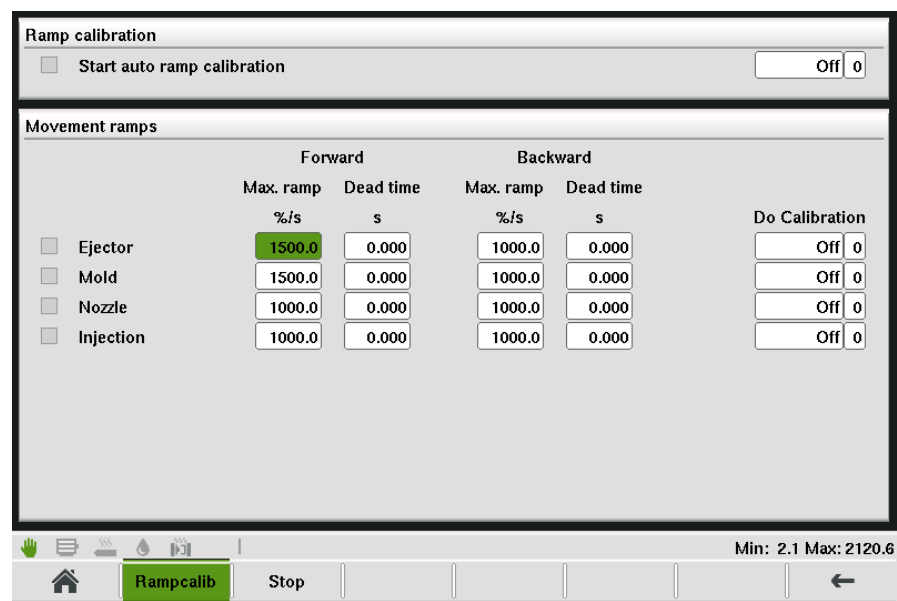 Ramp calibration
Start auto ramp calibration Off 0
Movement ramps
Forward Backward
Max. ramp Dead time Max. ramp Dead time
%/s s %/s s Do Calibration
Ejector 1500.0 0.000 1000.0 0.000 Off 0
Mold 1500.0 0.000 1000.0 0.000 Off 0
Nozzle 1000.0 0.000 1000.0 0.000 Off 0
Injection 1000.0 0.000 1000.0 0.000 Off 0
Min: 2.1 Max: 2120.6
Rampcalib Stop